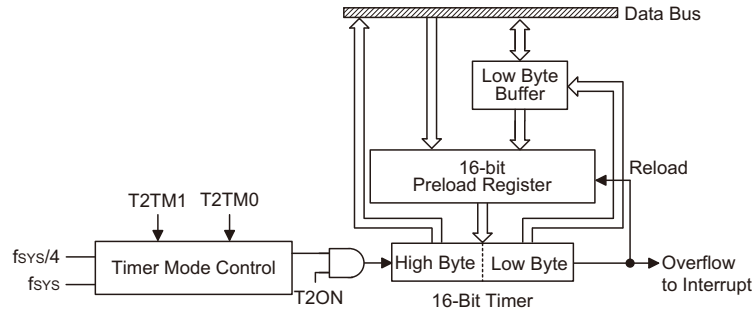 Data Bus
Low Byte
Buffer
16-bit
Preload Register
Reload
T2TM1
T2TM0
fSYS/4
fSYS
Timer Mode Control
T2ON
High Byte
Low Byte
16-Bit Timer
Overflow
to Interrupt